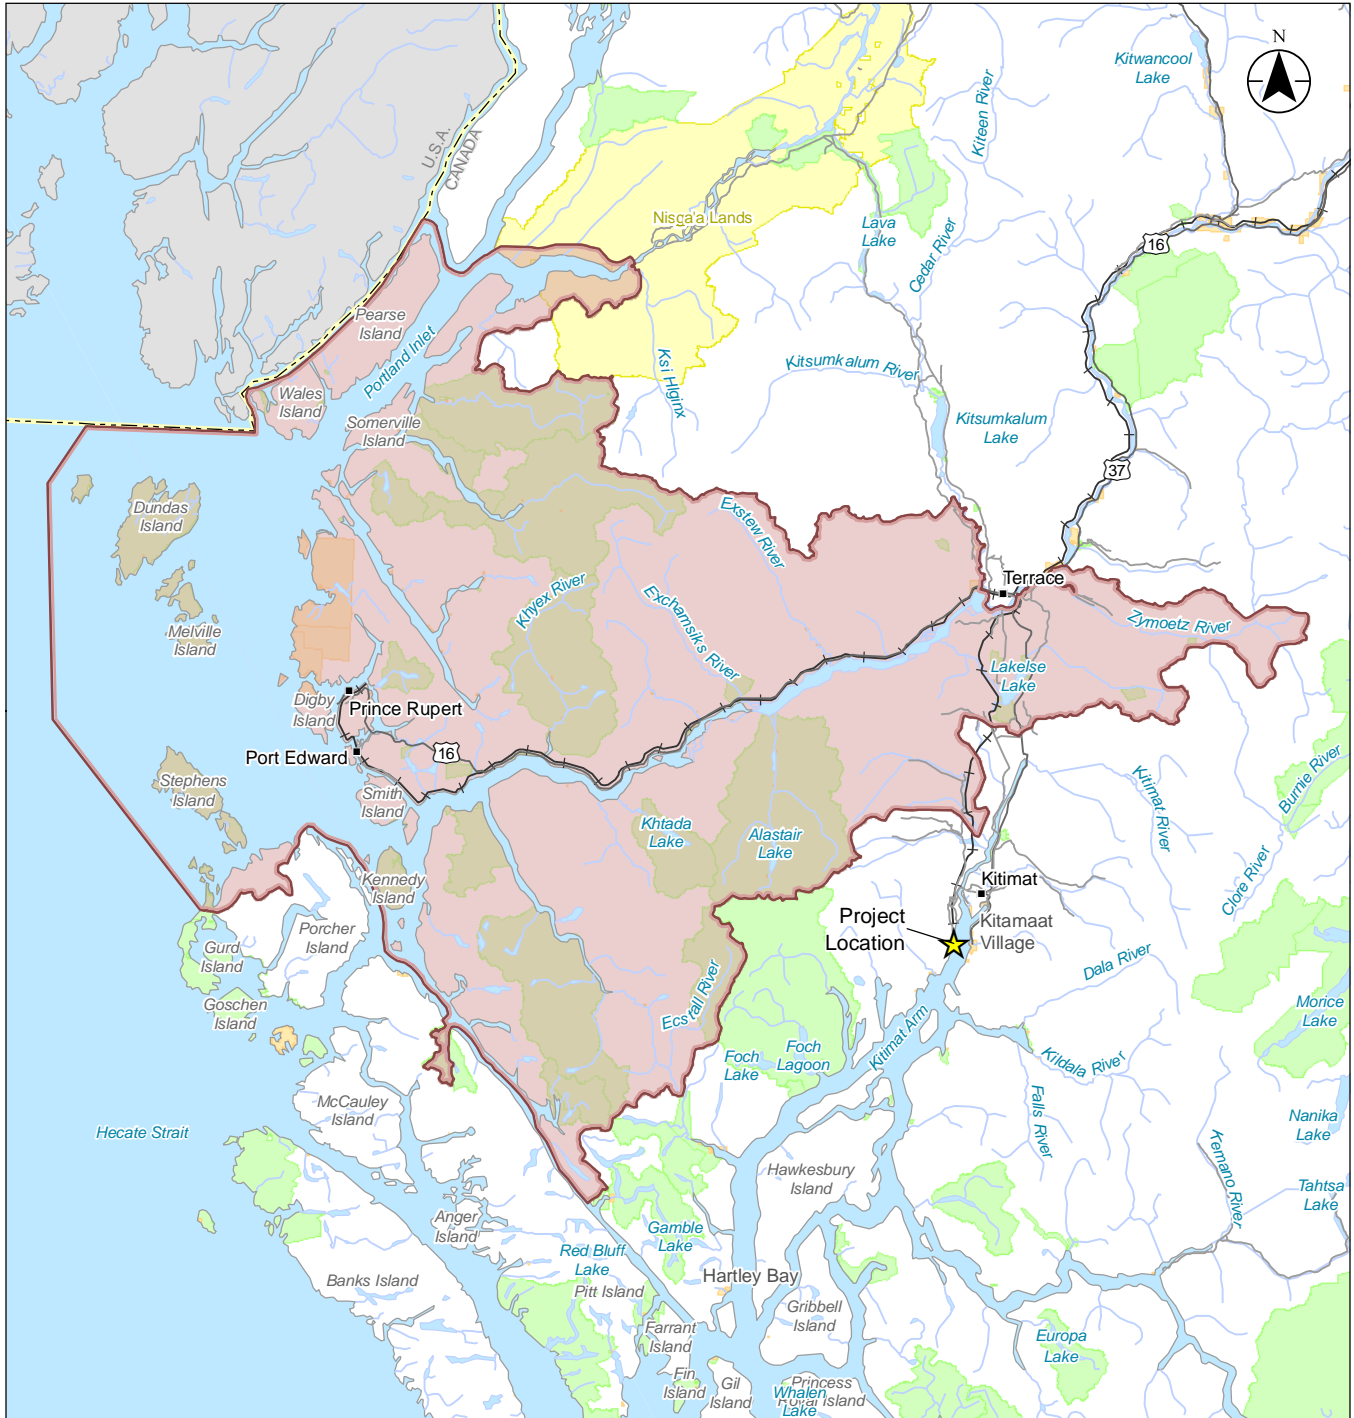 N
Kitwancool
Lake
Kiteen River
U.S.A.
CANADA
Nisga'a Lands
Lava
Lake
Cedar River
16
Pearse
Island
Portland Inlet
Ksi Hlginx
Kitsumkalum River
Wales
Island
Somerville
Island
Kitsumkalum
Lake
37
Dundas
Island
Exstew River
Khyex River
Exchamsiks River
Terrace
Zymoetz River
Melville
Island
Lakelse
Lake
Digby
Island
Prince Rupert
Port Edward
16
Stephens
Island
Smith
Island
Kitimat River
Burnie River
Khtada
Lake
Alastair
Lake
Kennedy
Island
Clore River
Kitimat
Project
Location
Kitamaat
Village
Porcher
Island
Gurd
Island
Goschen
Island
Ecstall River
Dala River
Morice
Lake
Foch
Lake
Foch
Lagoon
Kitimat Arm
Kildala River
McCauley
Island
Falls River
Hecate Strait
Nanika
Lake
Kemano River
Hawkesbury
Island
Tahtsa
Lake
Anger
Island
Gamble
Lake
Red Bluff
Lake
Banks Island
Pitt Island
Hartley Bay
Gribbell
Island
Farrant
Island
Europa
Lake
Fin
Island
Gil
Island
Princess
Royal Island
Whalen
Lake